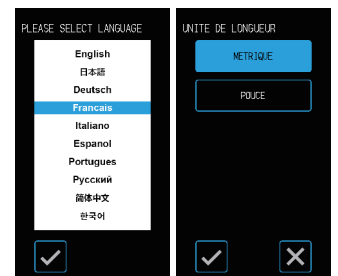 PLEASE SELECT LANGUAGE
English
日本語
Deutsch
Francais
Italiano
Espanol
Portugues
Русский
简体中文
한국어
UNITE DE LONGUEUR
METRIQUE
POUCE